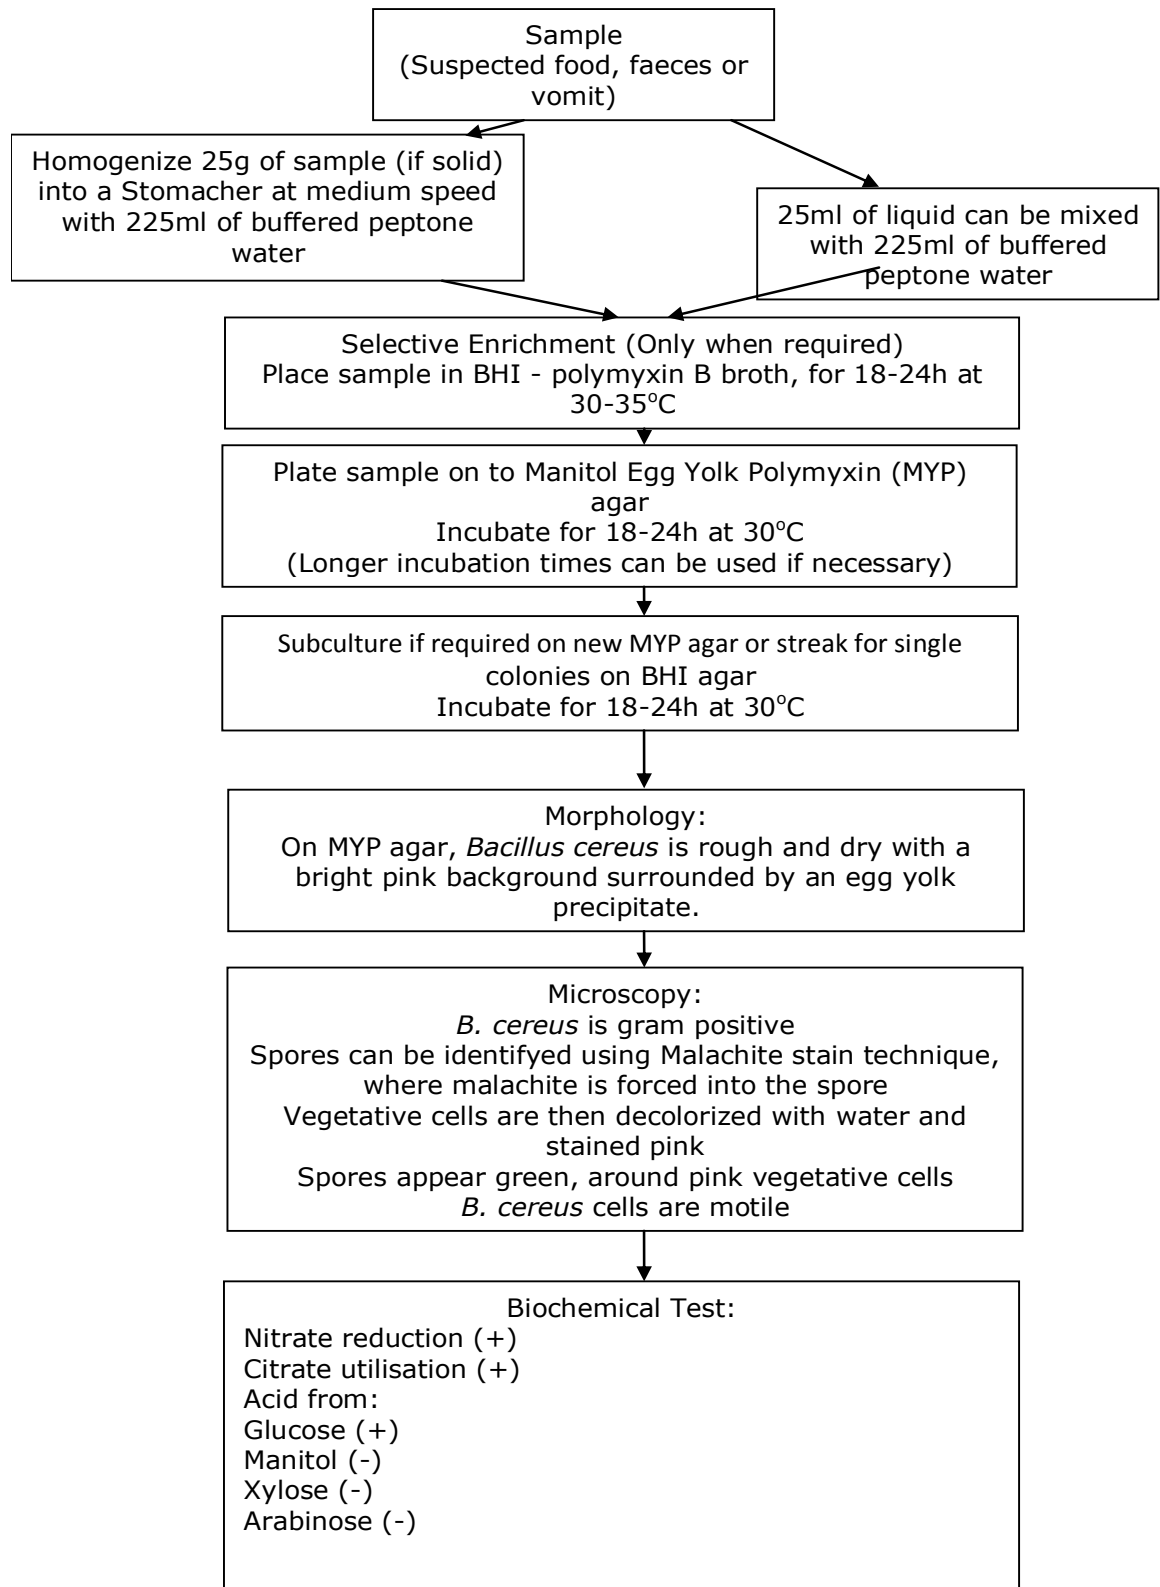 Sample
(Suspected food, faeces or
vomit)
Homogenize 25g of sample (if solid)
into a Stomacher at medium speed
with 225ml of buffered peptone
water
25ml of liquid can be mixed
with 225ml of buffered
peptone water
Selective Enrichment (Only when required)
Place sample in BHI - polymyxin B broth, for 18-24h at
30-35°C
Plate sample on to Manitol Egg Yolk Polymyxin (MYP)
agar
Incubate for 18-24h at 30°C
(Longer incubation times can be used if necessary)
Subculture if required on new MYP agar or streak for single
colonies on BHI agar
Incubate for 18-24h at 30°C
Morphology:
On MYP agar, Bacillus cereus is rough and dry with a
bright pink background surrounded by an egg yolk
precipitate.
Microscopy:
B. cereus is gram positive
Spores can be identifyed using Malachite stain technique,
where malachite is forced into the spore
Vegetative cells are then decolorized with water and
stained pink
Spores appear green, around pink vegetative cells
B. cereus cells are motile
Biochemical Test:
Nitrate reduction (+)
Citrate utilisation (+)
Acid from:
Glucose (+)
Manitol (-)
Xylose (-)
Arabinose (-)